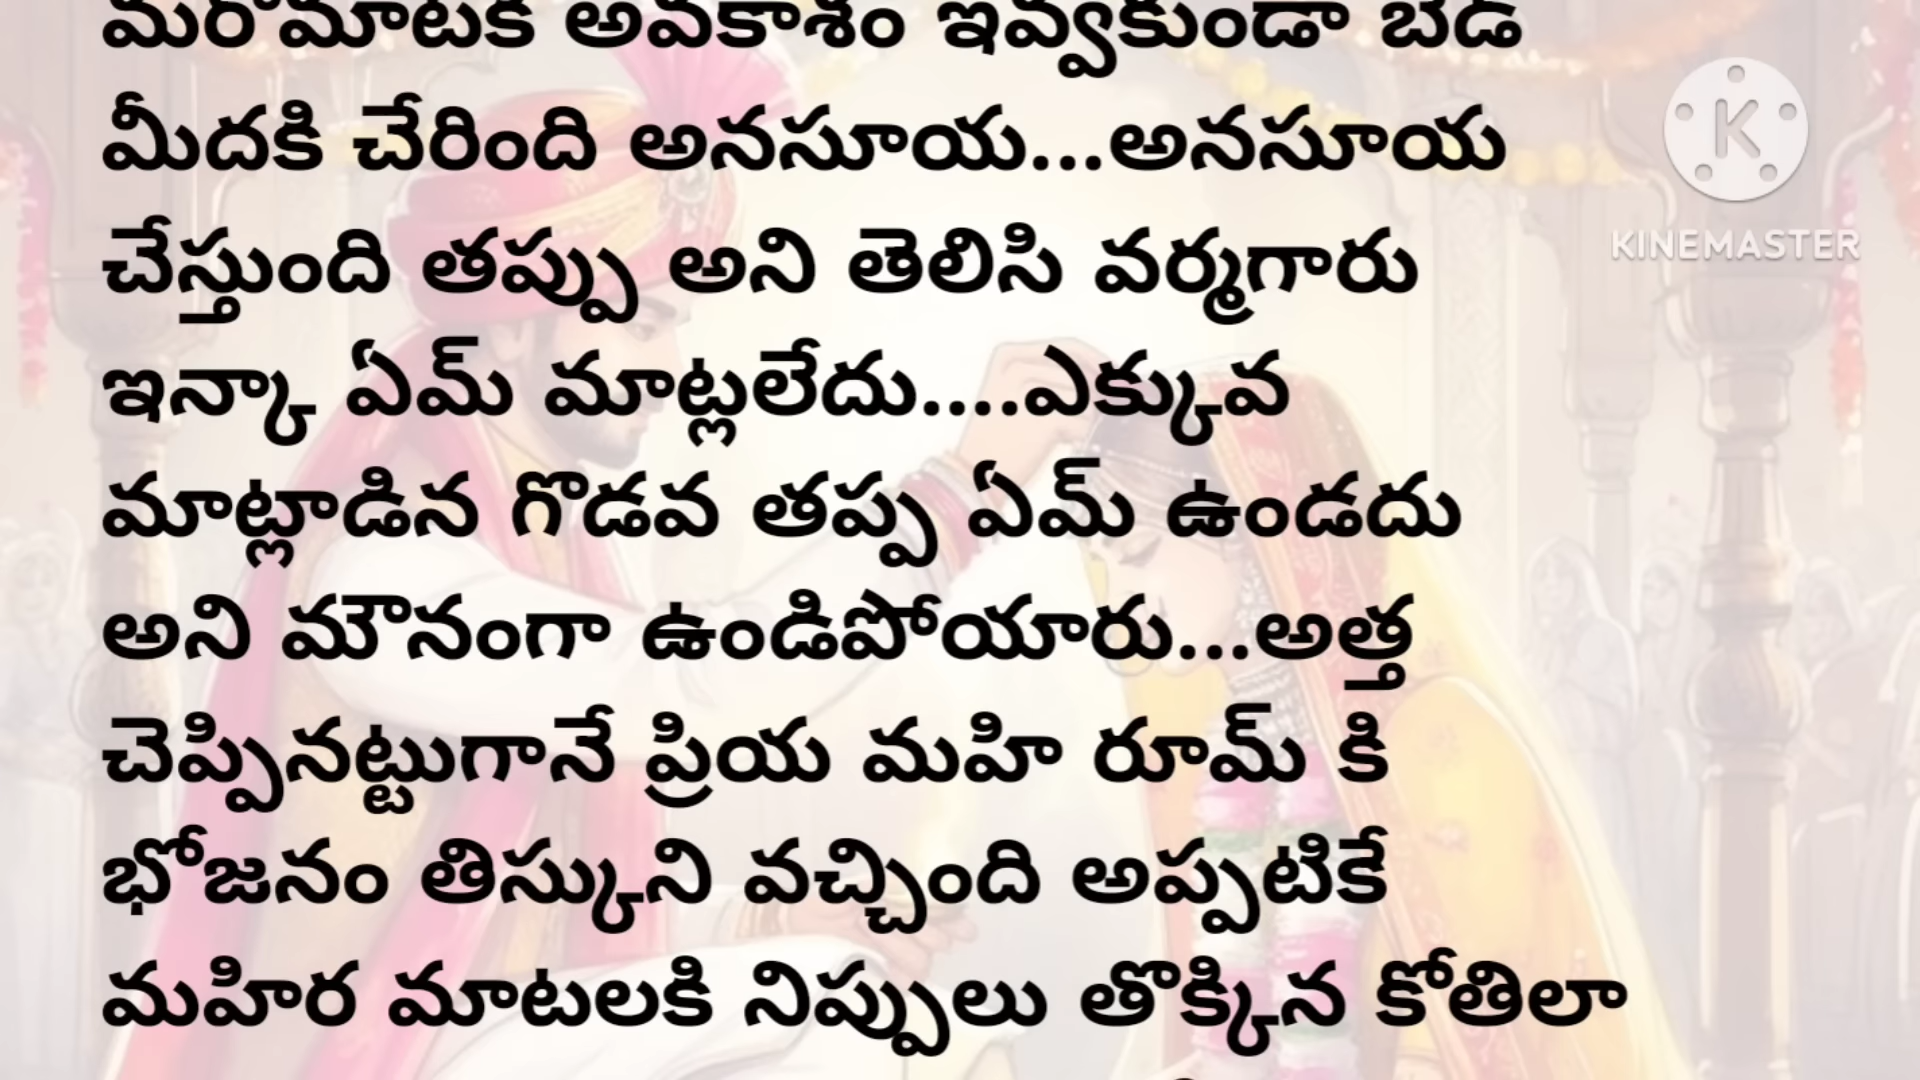 మరోమాటకి అవకాశం ఇవ్వకుండా బెడ్
మీదకి చేరింది అనసూయ...అనసూయ
చేస్తుంది తప్పు అని తెలిసి వర్మగారు
ఇన్కా ఏమ్ మాట్లలేదు....ఎక్కువ
మాట్లాడిన గొడవ తప్ప ఏమ్ ఉండదు
అని మౌనంగా ఉండిపోయారు...అత్త
చెప్పినట్టుగానే ప్రియ మహి రూమ్ కి
భోజనం తిస్కుని వచ్చింది అప్పటికే
మహిర మాటలకి నిప్పులు తొక్కిన కోతిలా
K
KINEMASTER